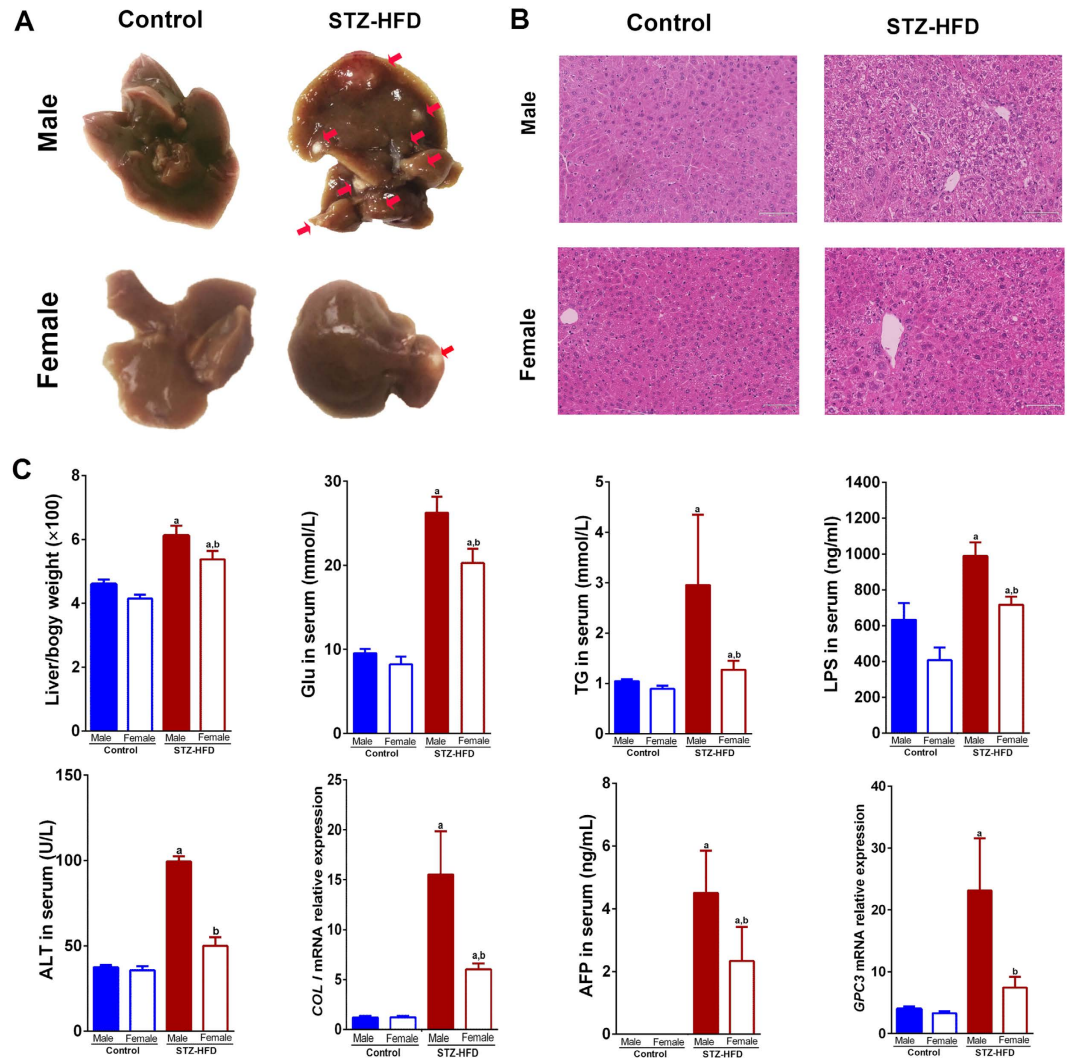 A
Control
STZ-HFD
Male
Female
B
Control
STZ-HFD
Male
Female
C
Liver/bogy weight (×100)
8
6
4
2
0
a
a,b
Male Female Male Female
Control STZ-HFD
Glu in serum (mmol/L)
30
20
10
0
a
a,b
Male Female Male Female
Control STZ-HFD
TG in serum (mmol/L)
5
4
3
2
1
0
a
a,b
Male Female Male Female
Control STZ-HFD
LPS in serum (ng/ml)
1400
1200
1000
800
600
400
200
0
a
a,b
Male Female Male Female
Control STZ-HFD
ALT in serum (U/L)
150
100
50
0
a
b
Male Female Male Female
Control STZ-HFD
COL I mRNA relative expression
25
20
15
10
5
0
a
a,b
Male Female Male Female
Control STZ-HFD
AFP in serum (ng/mL)
8
6
4
2
0
a
a,b
Male Female Male Female
Control STZ-HFD
GPC3 mRNA relative expression
40
30
20
10
0
a
b
Male Female Male Female
Control STZ-HFD